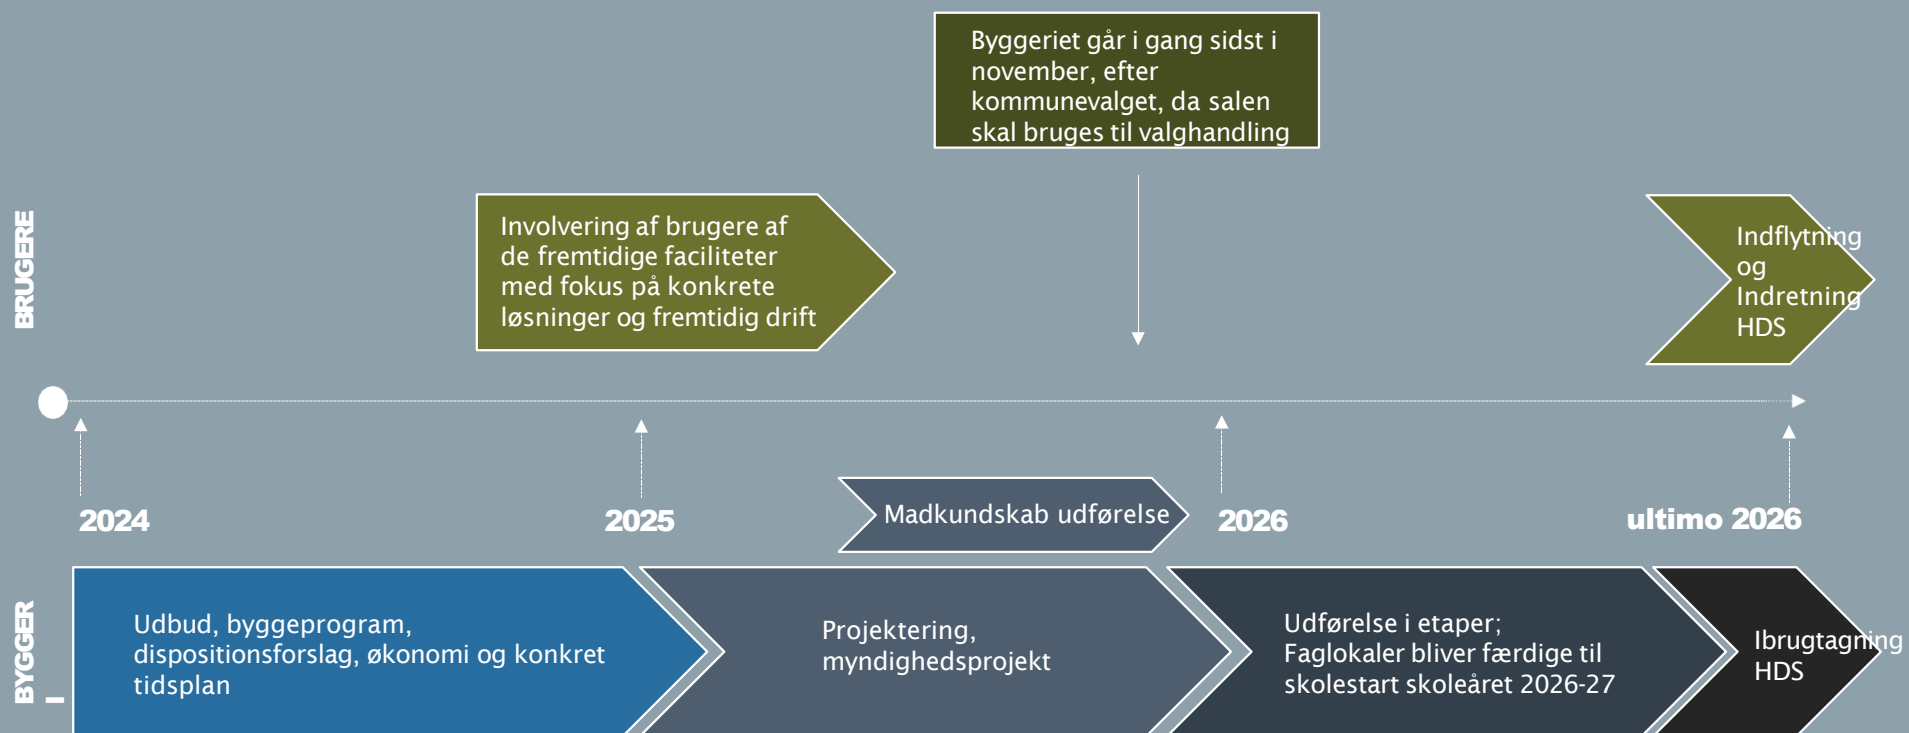 Byggeriet går i gang sidst i
november, efter
kommunevalget, da salen
skal bruges til valghandling
BRUGERE
Involvering af brugere af
de fremtidige faciliteter
med fokus på konkrete
løsninger og fremtidig drift
Indflytning
og
Indretning
HDS
2024
2025
Madkundskab udførelse
2026
ultimo 2026
BYGGER
I
Udbud, byggeprogram,
dispositionsforslag, økonomi og konkret
tidsplan
Projektering,
myndighedsprojekt
Udførelse i etaper;
Faglokaler bliver færdige til
skolestart skoleåret 2026-27
Ibrugtagning
HDS